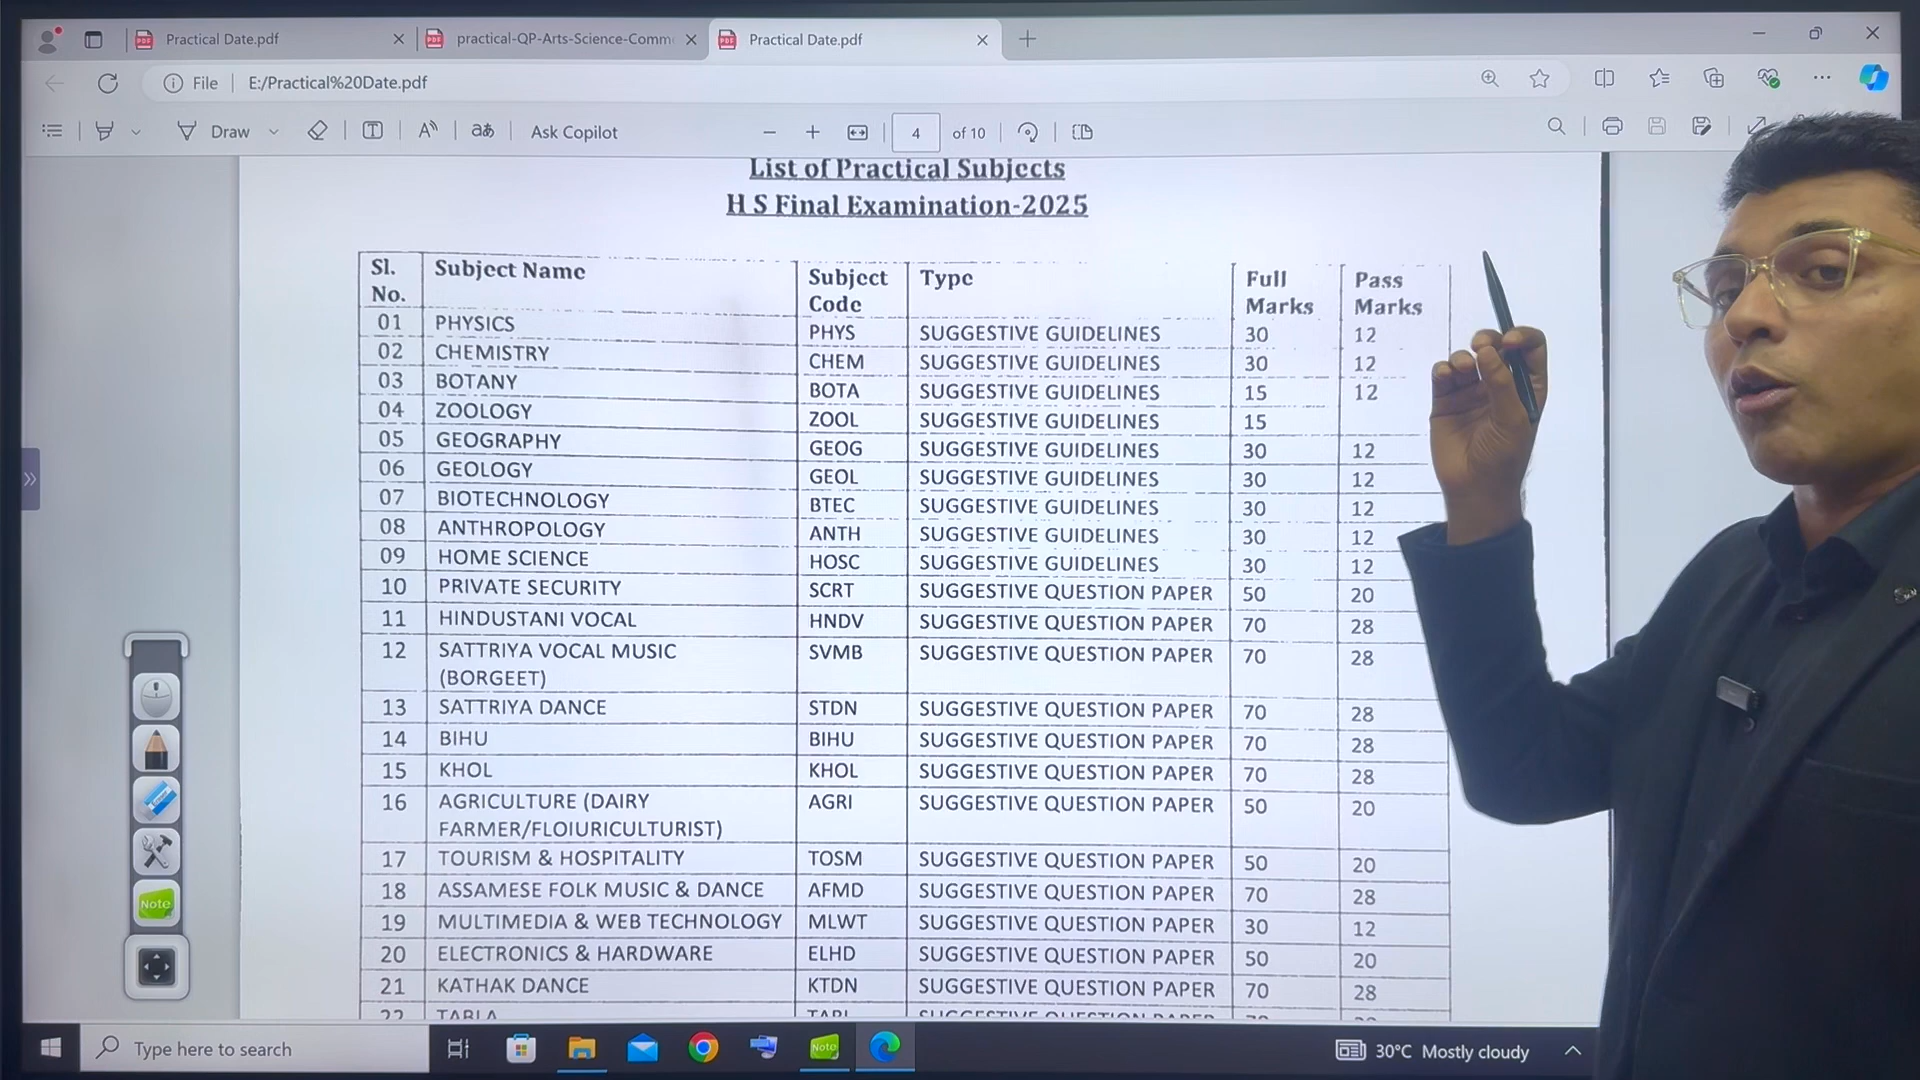 Practical Date.pdf
practical-QP-Arts-Science-Comm
Practical Date.pdf
File E:/Practical%20Date.pdf
Draw
Ask Copilot
4 of 10
List of Practical Subjects
H S Final Examination-2025
Sl. No. Subject Name Subject Code Type Full Marks Pass Marks
01 PHYSICS PHYS SUGGESTIVE GUIDELINES 30 12
02 CHEMISTRY CHEM SUGGESTIVE GUIDELINES 30 12
03 BOTANY BOTA SUGGESTIVE GUIDELINES 15 12
04 ZOOLOGY ZOOL SUGGESTIVE GUIDELINES 15
05 GEOGRAPHY GEOG SUGGESTIVE GUIDELINES 30 12
06 GEOLOGY GEOL SUGGESTIVE GUIDELINES 30 12
07 BIOTECHNOLOGY BTEC SUGGESTIVE GUIDELINES 30 12
08 ANTHROPOLOGY ANTH SUGGESTIVE GUIDELINES 30 12
09 HOME SCIENCE HOSC SUGGESTIVE GUIDELINES 30 12
10 PRIVATE SECURITY SCRT SUGGESTIVE QUESTION PAPER 50 20
11 HINDUSTANI VOCAL HNDV SUGGESTIVE QUESTION PAPER 70 28
12 SATTRIYA VOCAL MUSIC SVMB SUGGESTIVE QUESTION PAPER 70 28
(BORGEET)
13 SATTRIYA DANCE STDN SUGGESTIVE QUESTION PAPER 70 28
14 BIHU BIHU SUGGESTIVE QUESTION PAPER 70 28
15 KHOL KHOL SUGGESTIVE QUESTION PAPER 70 28
16 AGRICULTURE (DAIRY AGRI SUGGESTIVE QUESTION PAPER 50 20
FARMER/FLOIURICULTURIST)
17 TOURISM & HOSPITALITY TOSM SUGGESTIVE QUESTION PAPER 50 20
18 ASSAMESE FOLK MUSIC & DANCE AFMD SUGGESTIVE QUESTION PAPER 70 28
19 MULTIMEDIA & WEB TECHNOLOGY MLWT SUGGESTIVE QUESTION PAPER 30 12
20 ELECTRONICS & HARDWARE ELHD SUGGESTIVE QUESTION PAPER 50 20
21 KATHAK DANCE KTDN SUGGESTIVE QUESTION PAPER 70 28
22 TABLA TABL SUGGESTIVE QUESTION PAPER 70 28
Note
Type here to search
Note
30°C Mostly cloudy